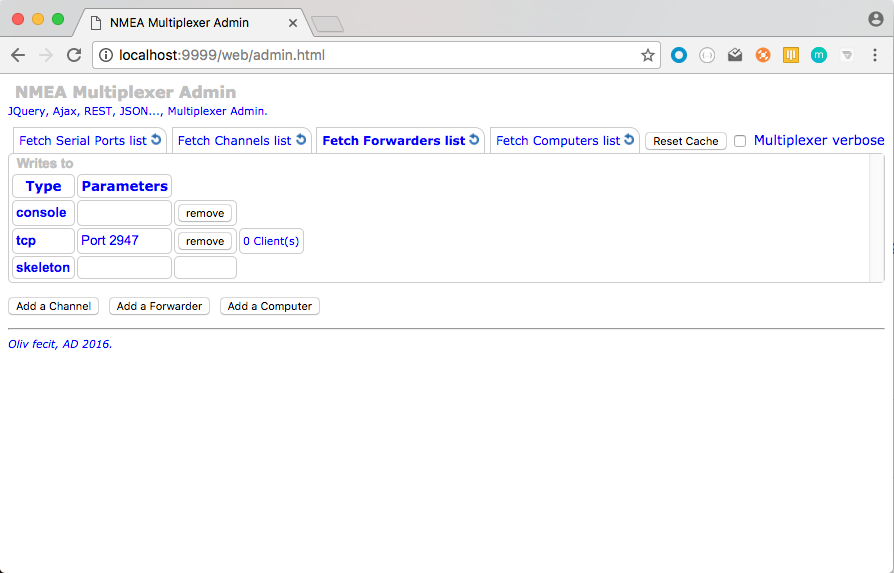 NMEA Multiplexer Admin
localhost:9999/web/admin.html
NMEA Multiplexer Admin
JQuery, Ajax, REST, JSON..., Multiplexer Admin.
Fetch Serial Ports list Fetch Channels list Fetch Forwarders list Fetch Computers list Reset Cache Multiplexer verbose
Writes to
Type Parameters
console remove
tcp Port 2947 remove 0 Client(s)
skeleton
Add a Channel Add a Forwarder Add a Computer
Oliv fecit, AD 2016.